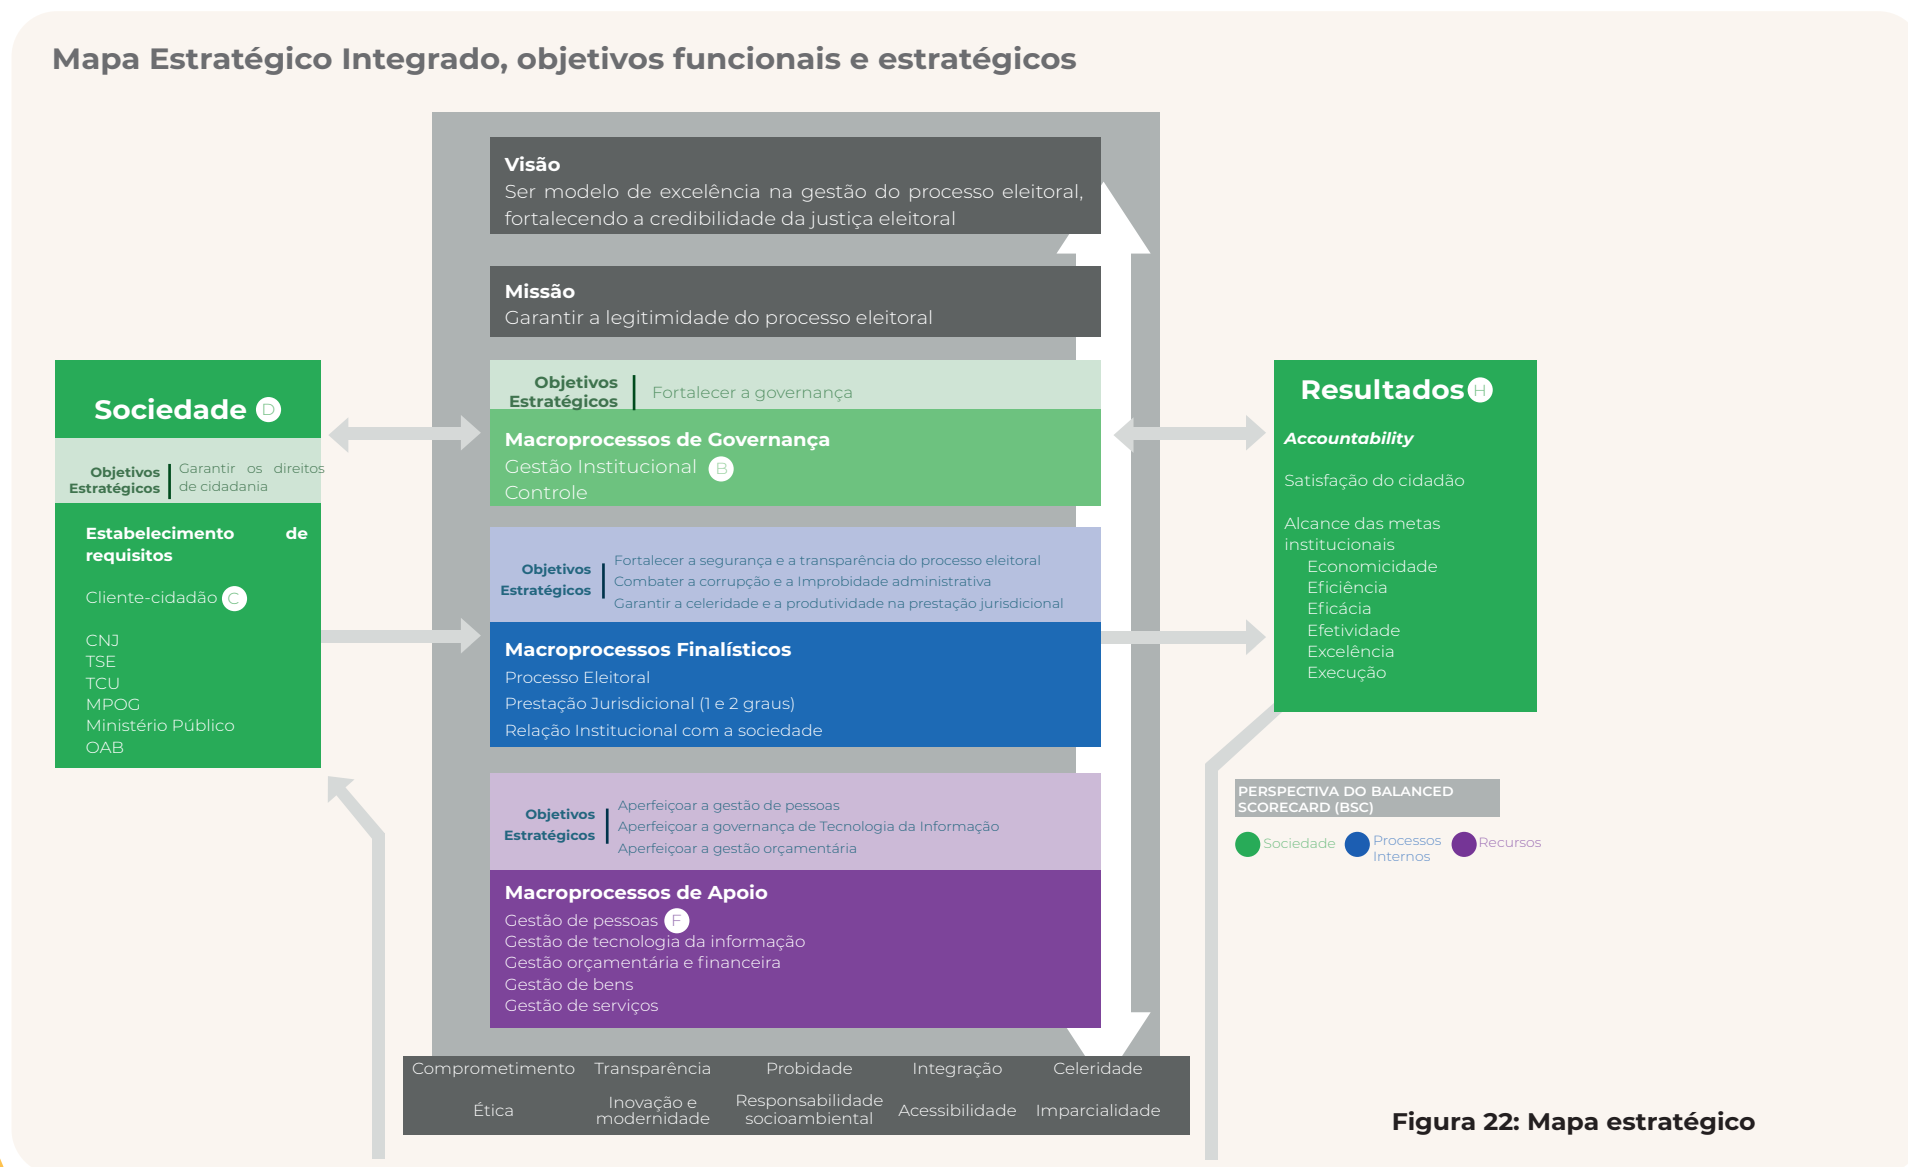 Mapa Estratégico Integrado, objetivos funcionais e estratégicos
Visão
Ser modelo de excelência na gestão do processo eleitoral,
fortalecendo a credibilidade da justiça eleitoral
Missão
Garantir a legitimidade do processo eleitoral
Sociedade D
Objetivos
Estratégicos
Garantir os direitos
de cidadania
Estabelecimento de
requisitos
Cliente-cidadão C
CNJ
TSE
TCU
MPOG
Ministério Público
OAB
Objetivos
Estratégicos
Fortalecer a governança
Macroprocessos de Governança
Gestão Institucional B
Controle
Objetivos
Estratégicos
Fortalecer a segurança e a transparência do processo eleitoral
Combater a corrupção e a Improbidade administrativa
Garantir a celeridade e a produtividade na prestação jurisdicional
Macroprocessos Finalísticos
Processo Eleitoral
Prestação Jurisdicional (1 e 2 graus)
Relação Institucional com a sociedade
Objetivos
Estratégicos
Aperfeiçoar a gestão de pessoas
Aperfeiçoar a governança de Tecnologia da Informação
Aperfeiçoar a gestão orçamentária
Macroprocessos de Apoio
Gestão de pessoas F
Gestão de tecnologia da informação
Gestão orçamentária e financeira
Gestão de bens
Gestão de serviços
Resultados H
Accountability
Satisfação do cidadão
Alcance das metas
institucionais
Economicidade
Eficiência
Eficácia
Efetividade
Excelência
Execução
PERSPECTIVA DO BALANCED
SCORECARD (BSC)
Sociedade
Processos
Internos
Recursos
Comprometimento
Transparência
Probidade
Integração
Celeridade
Ética
Inovação e
modernidade
Responsabilidade
socioambiental
Acessibilidade
Imparcialidade
Figura 22: Mapa estratégico